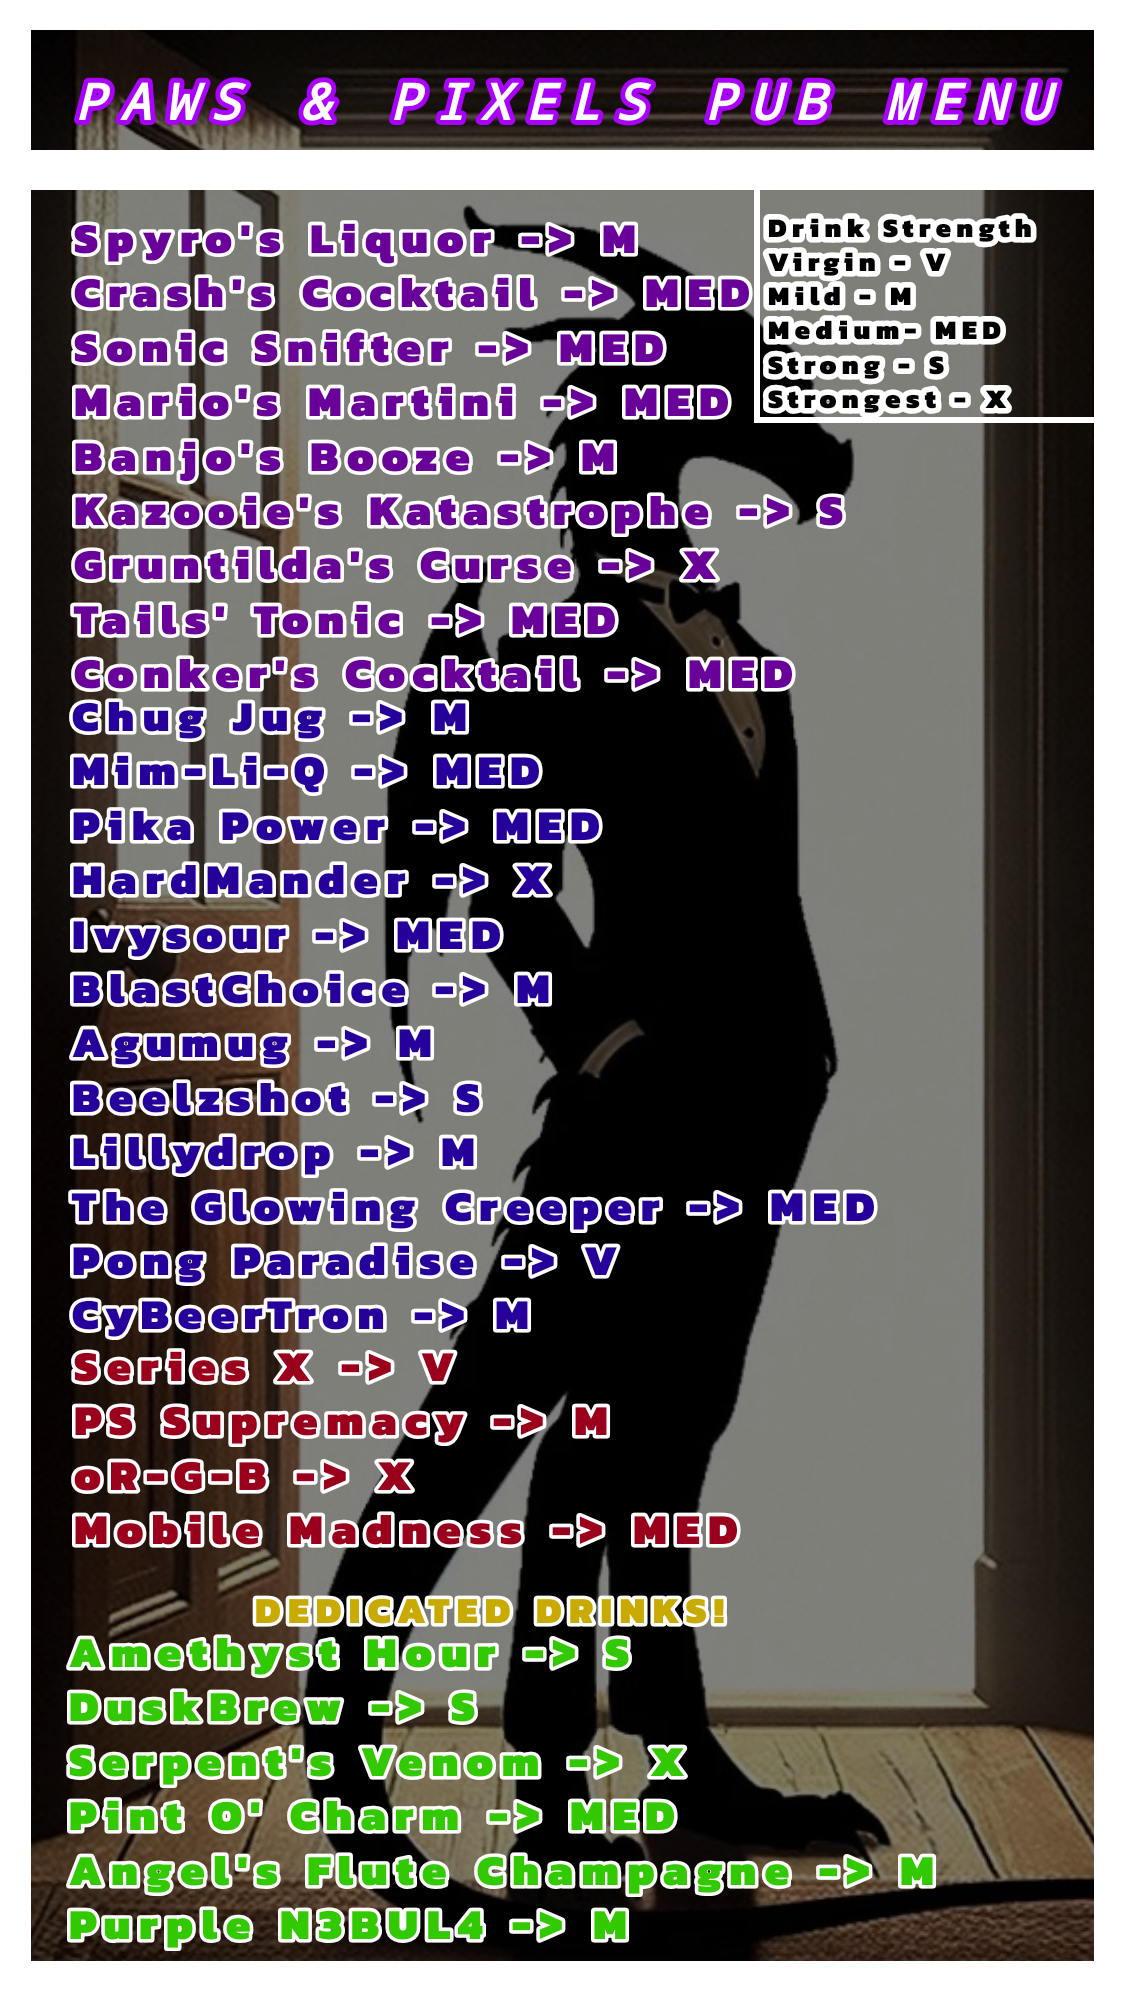 PAWS & PIXELS PUB MENU
Spyro's Liquor -> M
Crash's Cocktail -> MED
Sonic Snifter -> MED
Mario's Martini -> MED
Banjo's Booze -> M
Kazooie's Katastrophe -> S
Gruntilda's Curse -> X
Tails' Tonic -> MED
Conker's Cocktail -> MED
Chug Jug -> M
Mim-Li-Q -> MED
Pika Power -> MED
HardMander -> X
Ivysour -> MED
BlastChoice -> M
Agumug -> M
Beelzshot -> S
Lillydrop -> M
The Glowing Creeper -> MED
Pong Paradise -> V
CyBeerTron -> M
Series X -> V
PS Supremacy -> M
oR-G-B -> X
Mobile Madness -> MED
DEDICATED DRINKS!
Amethyst Hour -> S
DuskBrew -> S
Serpent's Venom -> X
Pint O' Charm -> MED
Angel's Flute Champagne -> M
Purple N3BUL4 -> M
Drink Strength
Virgin - V
Mild - M
Medium- MED
Strong - S
Strongest - X